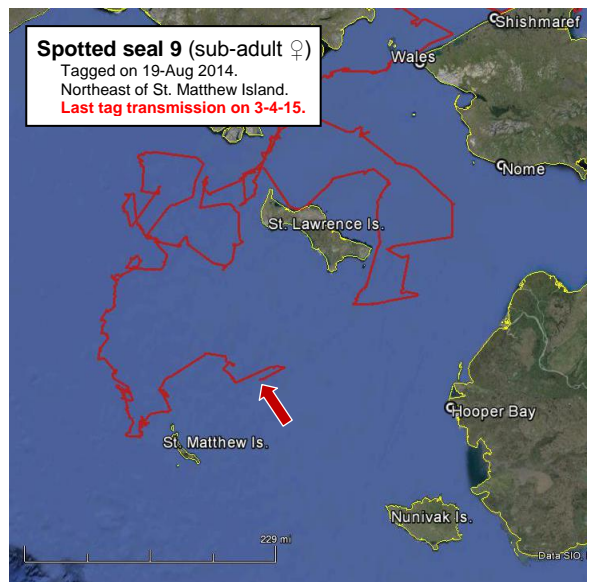 Spotted seal 9 (sub-adult ♀)
Tagged on 19-Aug 2014.
Northeast of St. Matthew Island.
Last tag transmission on 3-4-15.
Shishmaref
Wales
Nome
St. Lawrence Is.
Hooper Bay
St. Matthew Is.
Nunivak Is.
229 mi
Data SIO,